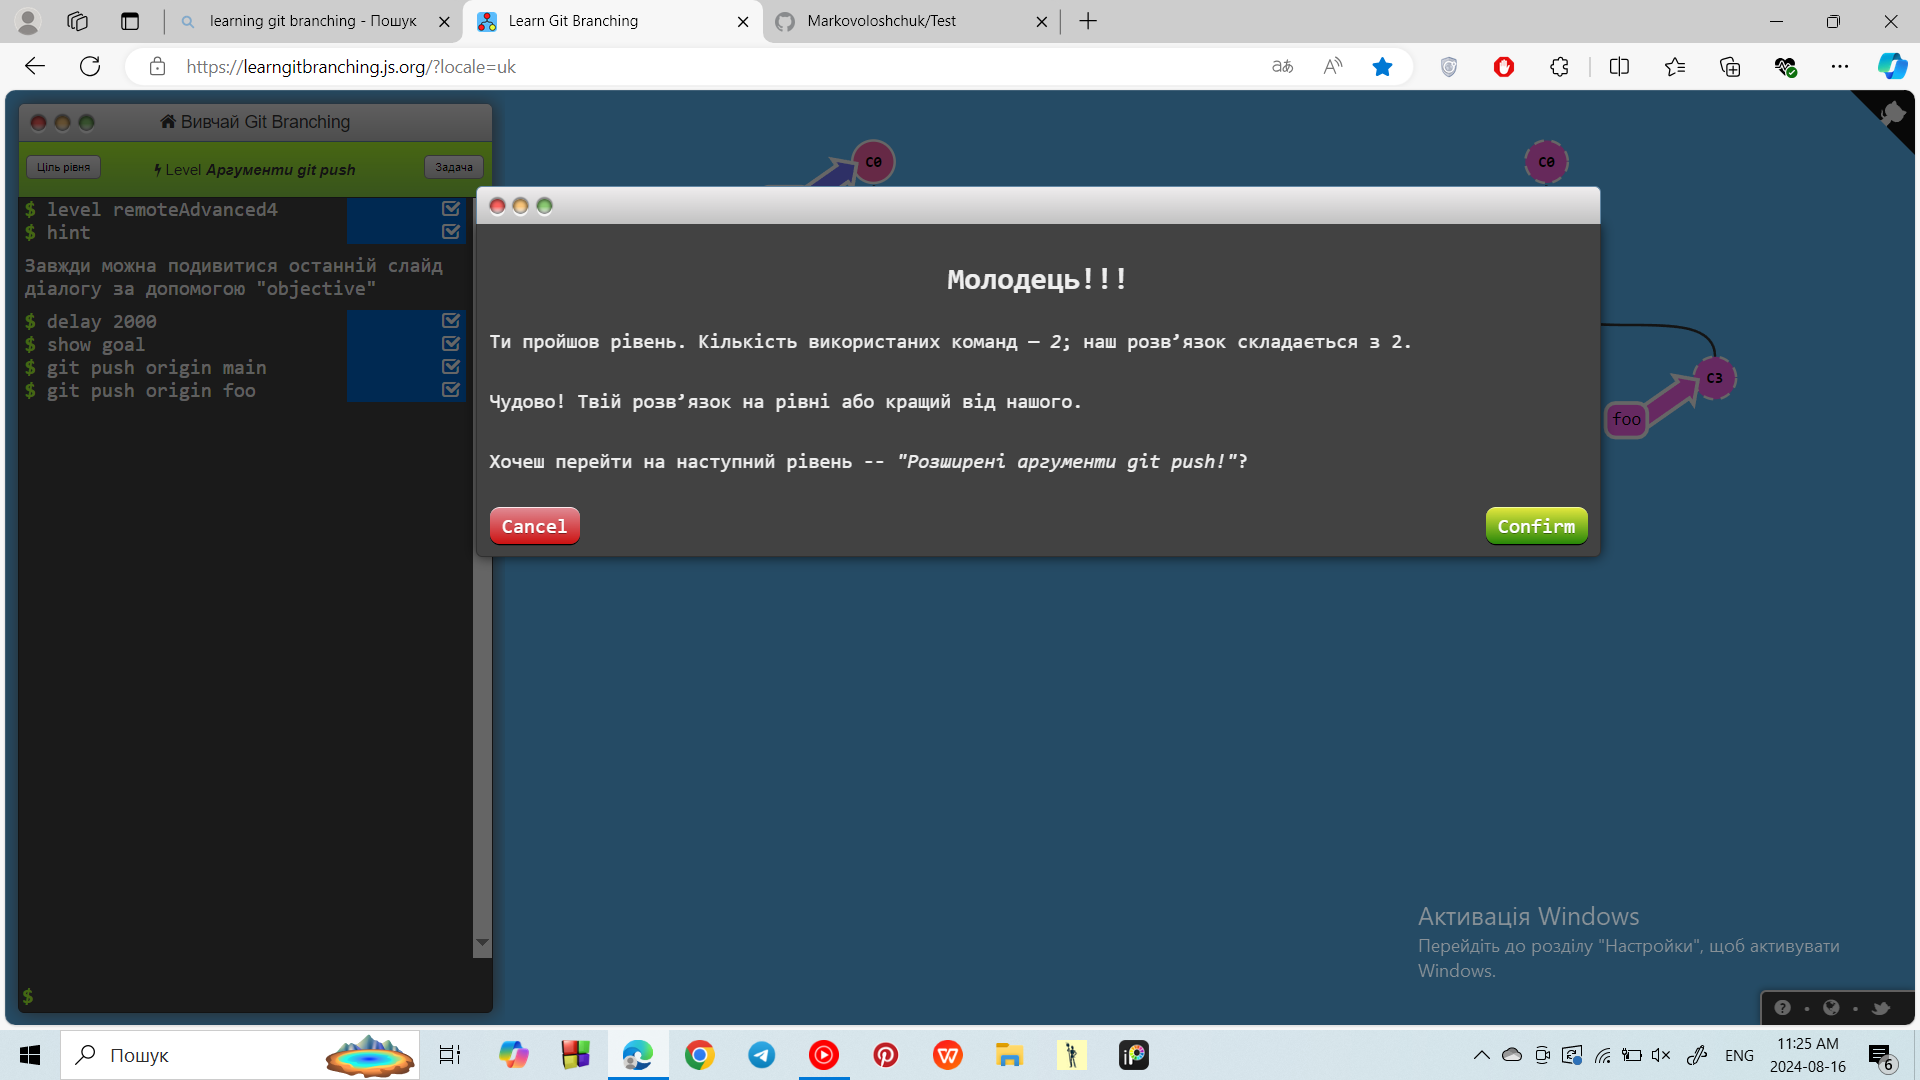 learning git branching - Пошук
Learn Git Branching
Markovoloshchuk/Test
https://learngitbranching.js.org/?locale=uk
Вивчай Git Branching
Ціль рівня
Level Аргументи git push
Задача
$ level remoteAdvanced4
$ hint
Завжди можна подивитися останній слайд
діалогу за допомогою "objective"
$ delay 2000
$ show goal
$ git push origin main
$ git push origin foo
$
C0
C0
C3
foo
Молодець!!!
Ти пройшов рівень. Кількість використаних команд — 2; наш розв’язок складається з 2.
Чудово! Твій розв’язок на рівні або кращий від нашого.
Хочеш перейти на наступний рівень -- "Розширені аргументи git push!"?
Cancel
Confirm
Активація Windows
Перейдіть до розділу "Настройки", щоб активувати
Windows.
Пошук
ENG
11:25 AM
2024-08-16
6